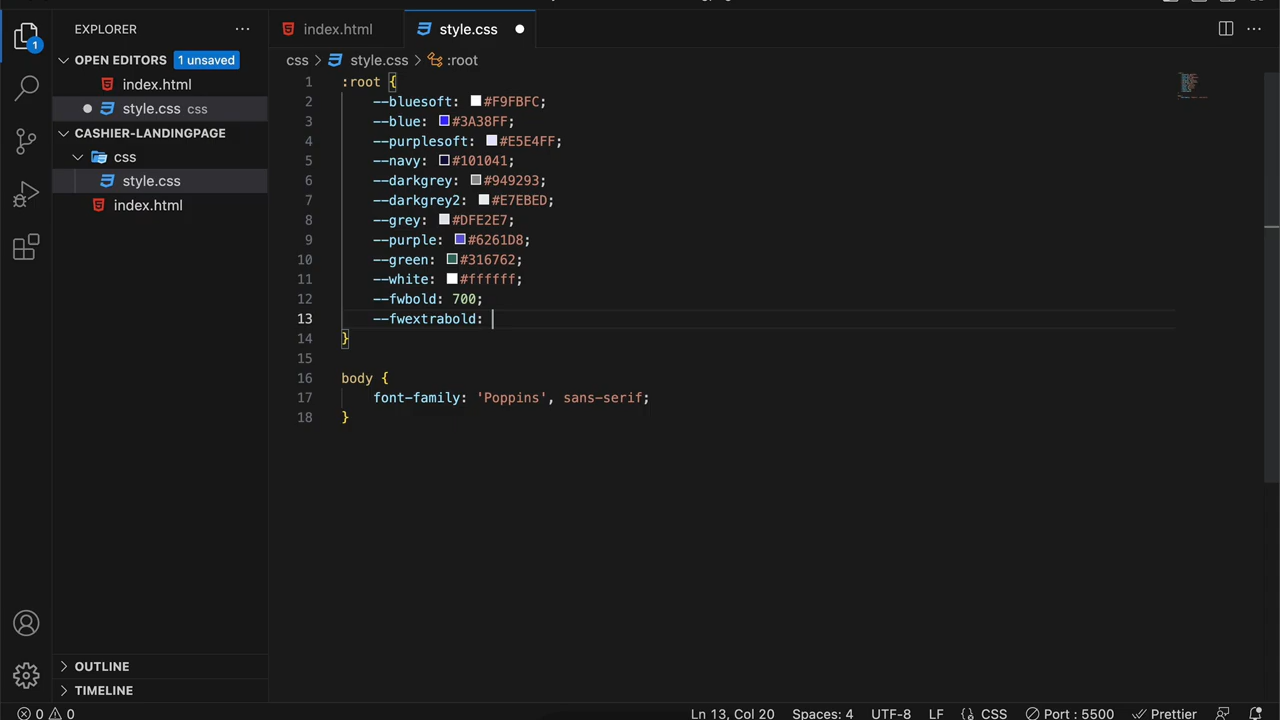 EXPLORER
OPEN EDITORS 1 unsaved
index.html
style.css css
CASHIER-LANDINGPAGE
css
style.css
index.html
OUTLINE
TIMELINE
1
index.html
style.css
css > style.css > :root
1 :root {
2 --bluesoft: #F9FBFC;
3 --blue: #3A38FF;
4 --purplesoft: #E5E4FF;
5 --navy: #101041;
6 --darkgrey: #949293;
7 --darkgrey2: #E7EBED;
8 --grey: #DFE2E7;
9 --purple: #6261D8;
10 --green: #316762;
11 --white: #ffffff;
12 --fwbold: 700;
13 --fwextrabold:
14 }
15
16 body {
17 font-family: 'Poppins', sans-serif;
18 }
0 0 Ln 13, Col 20 Spaces: 4 UTF-8 LF {} CSS Port : 5500 Prettier